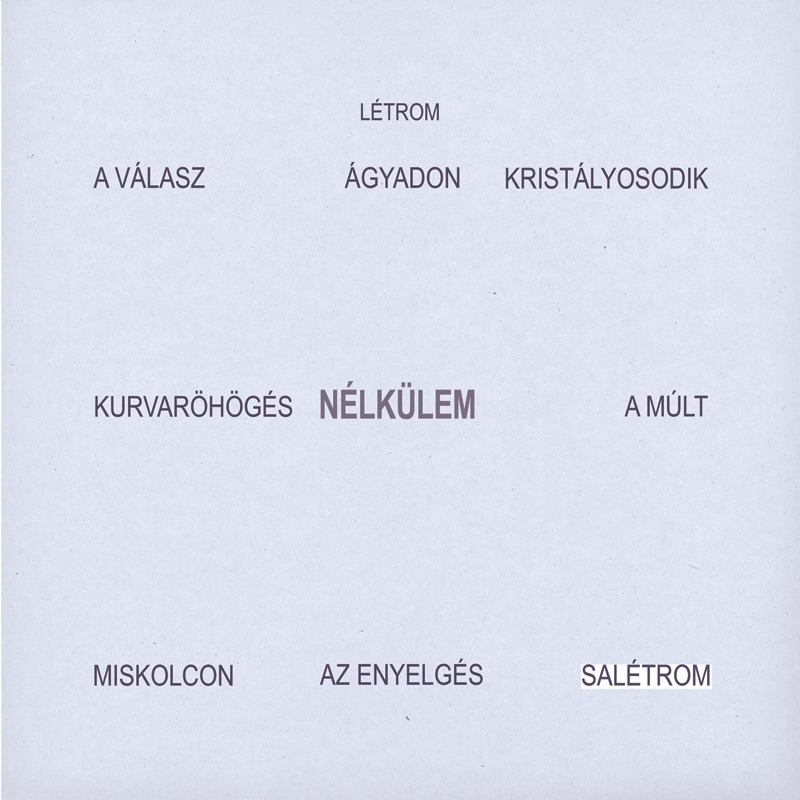 LÉTROM
A VÁLASZ ÁGYADON KRISTÁLYOSODIK
KURVARÖHÖGÉS NÉLKÜLEM A MÚLT
MISKOLCON AZ ENYELGÉS SALÉTROM